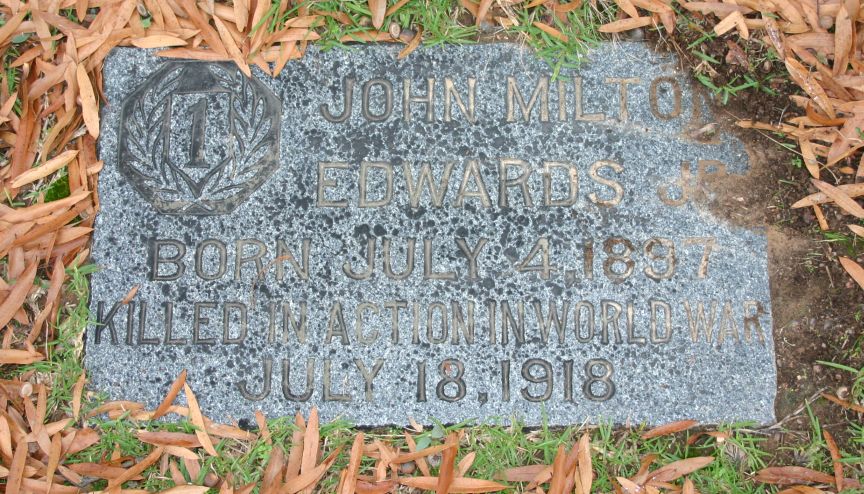 1
JOHN MILTON
EDWARDS JR
BORN JULY 4, 1897
KILLED IN ACTION IN WORLD WAR
JULY 18, 1918